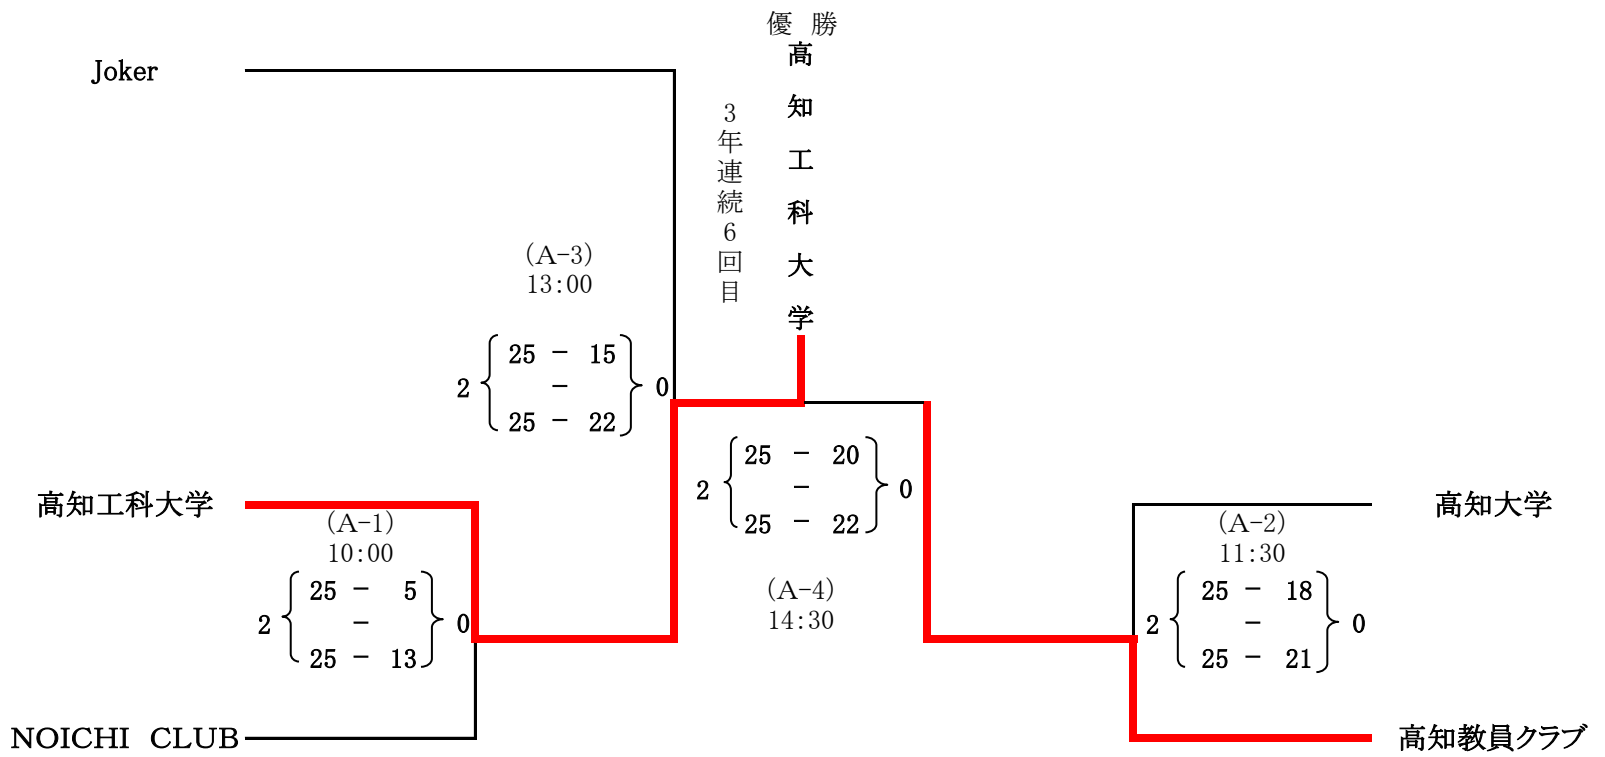 優 勝
高知工科大学
3年連続6回目
Joker
(A-3)
13:00
25 - 15
2 - 0
25 - 22
25 - 20
2 - 0
25 - 22
(A-4)
14:30
高知工科大学
(A-1)
10:00
25 - 5
2 - 0
25 - 13
NOICHI CLUB
高知大学
(A-2)
11:30
25 - 18
2 - 0
25 - 21
高知教員クラブ